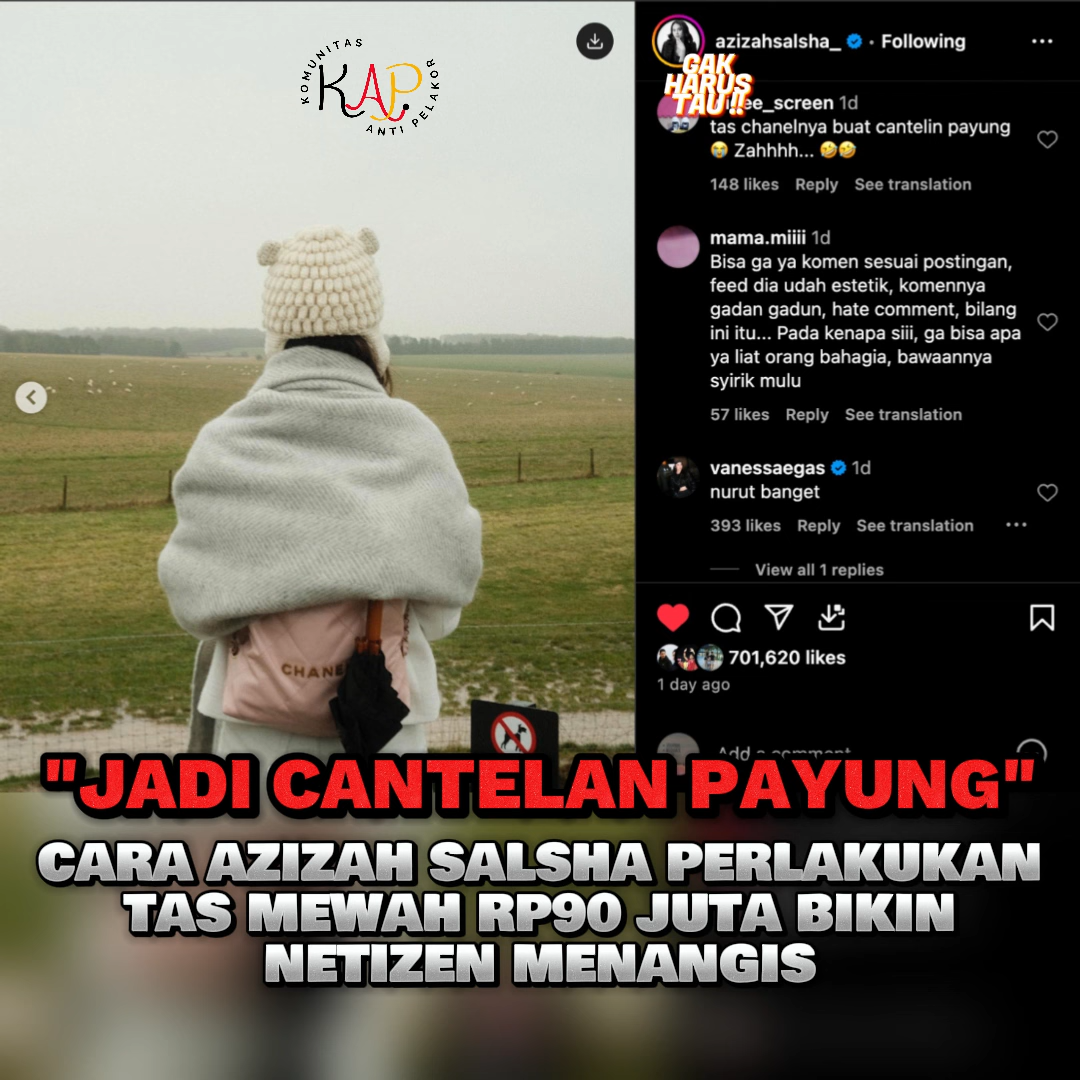 KOMUNITAS
KAP
ANTI PELAKOR
CHANE
azizahsalsha_ • Following
GAK
HARUS
TAU !!
ee_screen 1d
tas chanelnya buat cantelin payung
😭 Zahhhh... 🤣🤣
148 likes Reply See translation
mama.miiii 1d
Bisa ga ya komen sesuai postingan,
feed dia udah estetik, komennya
gadan gadun, hate comment, bilang
ini itu... Pada kenapa siii, ga bisa apa
ya liat orang bahagia, bawaannya
syirik mulu
57 likes Reply See translation
vanessaegas 1d
nurut banget
393 likes Reply See translation
View all 1 replies
701,620 likes
1 day ago
Add a comment
"JADI CANTELAN PAYUNG"
CARA AZIZAH SALSHA PERLAKUKAN
TAS MEWAH RP90 JUTA BIKIN
NETIZEN MENANGIS